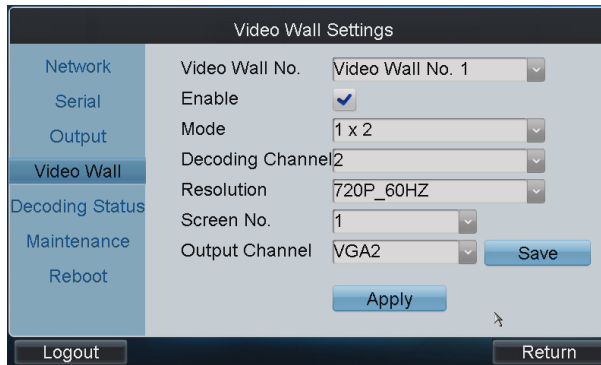 Video Wall Settings
Network
Serial
Output
Video Wall
Decoding Status
Maintenance
Reboot
Video Wall No. Video Wall No. 1
Enable
Mode 1 x 2
Decoding Channel 2
Resolution 720P_60HZ
Screen No. 1
Output Channel VGA2 Save
Apply
Logout Return